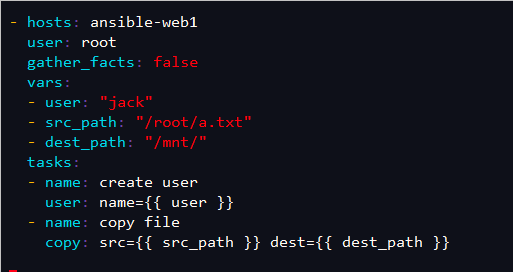 - hosts: ansible-web1
  user: root
  gather_facts: false
  vars:
  - user: "jack"
  - src_path: "/root/a.txt"
  - dest_path: "/mnt/"
  tasks:
  - name: create user
    user: name={{ user }}
  - name: copy file
    copy: src={{ src_path }} dest={{ dest_path }}